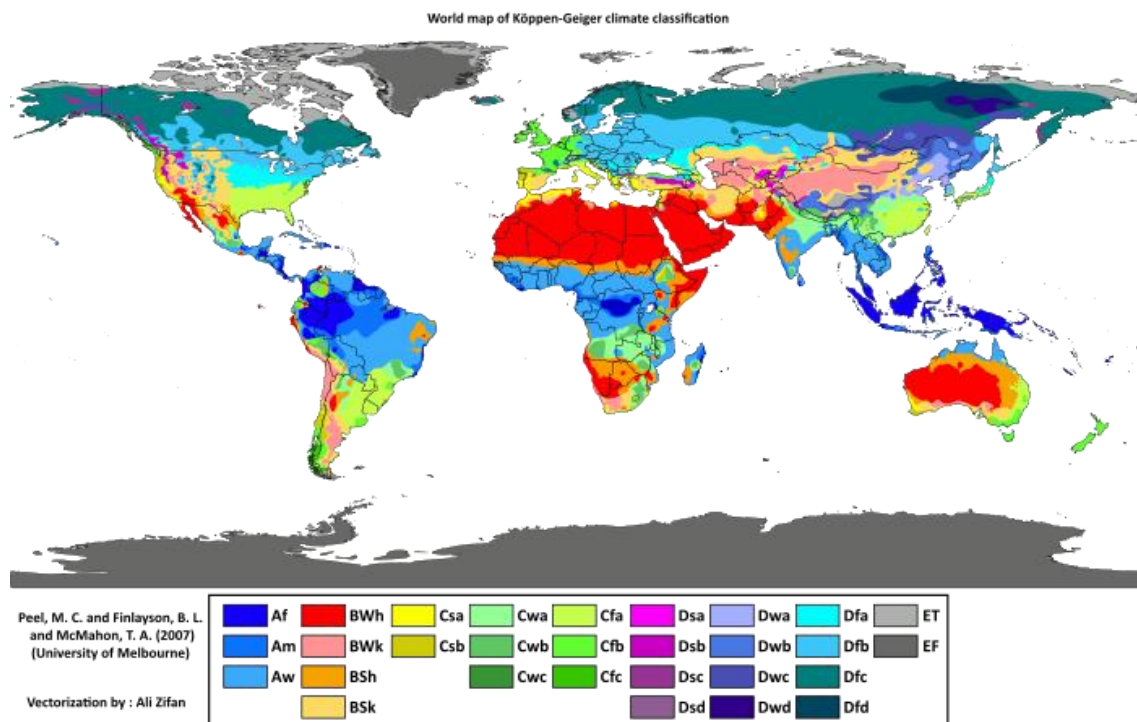 World map of Köppen-Geiger climate classification
Peel, M. C. and Finlayson, B. L.
and McMahon, T. A. (2007)
(University of Melbourne)
Vectorization by : Ali Zifan
Af BWh Csa Cwa Cfa Dsa Dwa Dfa ET
Am BWk Csb Cwb Cfb Dsb Dwb Dfb EF
Aw BSh Cwc Cfc Dsc Dwc Dfc
BSk Dsd Dwd Dfd